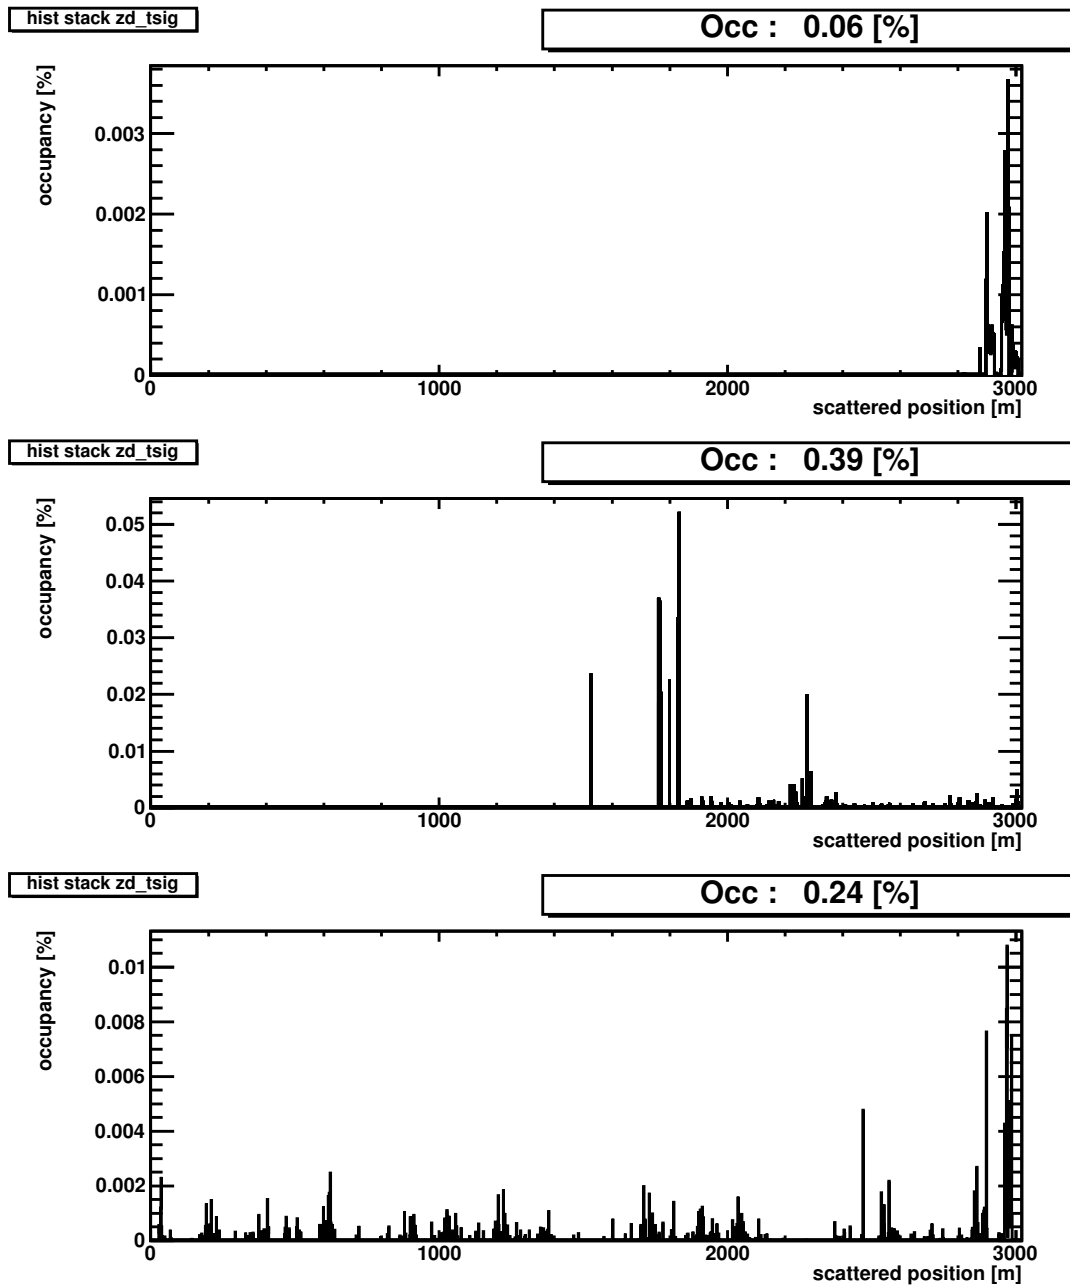 hist stack zd_tsig
Occ : 0.06 [%]
occupancy [%]
0.003
0.002
0.001
0
0 1000 2000 3000
scattered position [m]
hist stack zd_tsig
Occ : 0.39 [%]
occupancy [%]
0.05
0.04
0.03
0.02
0.01
0
0 1000 2000 3000
scattered position [m]
hist stack zd_tsig
Occ : 0.24 [%]
occupancy [%]
0.01
0.008
0.006
0.004
0.002
0
0 1000 2000 3000
scattered position [m]